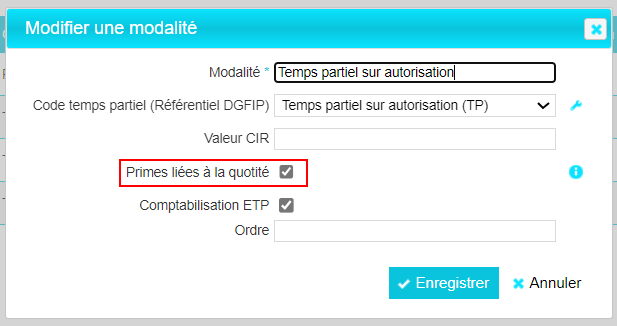 Modifier une modalité
Modalité * Temps partiel sur autorisation
Code temps partiel (Référentiel DGFIP) Temps partiel sur autorisation (TP)
Valeur CIR
Primes liées à la quotité
Comptabilisation ETP
Ordre
Enregistrer Annuler